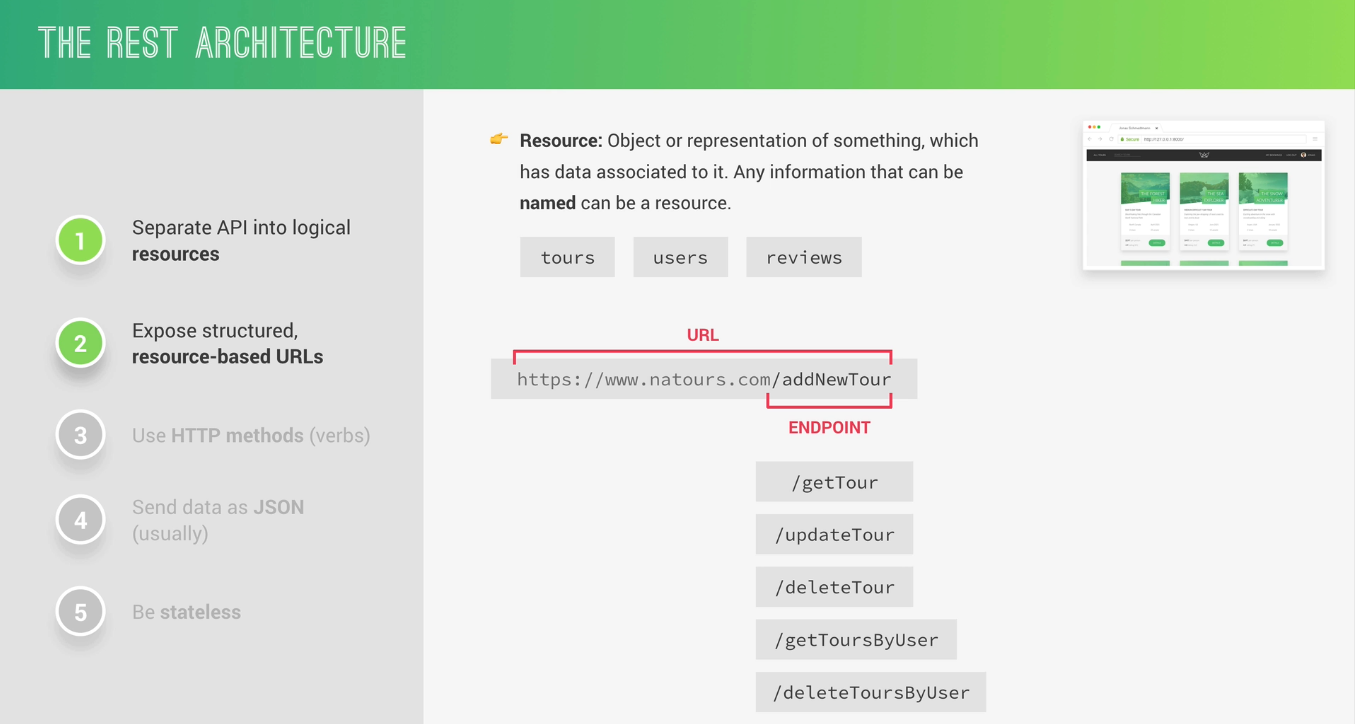 THE REST ARCHITECTURE
1
Separate API into logical
resources
2
Expose structured,
resource-based URLs
3
Use HTTP methods (verbs)
4
Send data as JSON
(usually)
5
Be stateless
👉 Resource: Object or representation of something, which
has data associated to it. Any information that can be
named can be a resource.
tours users reviews
URL
https://www.natours.com/addNewTour
ENDPOINT
/getTour
/updateTour
/deleteTour
/getToursByUser
/deleteToursByUser